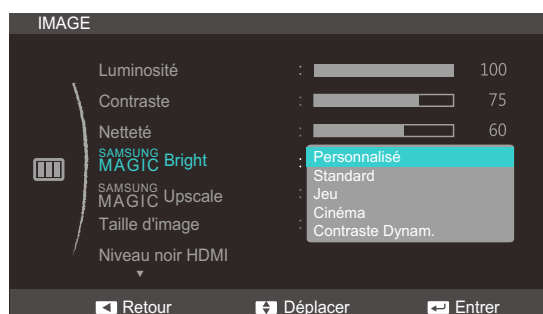 IMAGE
Luminosité : 100
Contraste : 75
Netteté : 60
SAMSUNG MAGIC Bright : Personnalisé
Standard
SAMSUNG MAGIC Upscale : Jeu
Cinéma
Taille d'image : Contraste Dynam.
Niveau noir HDMI
Retour Déplacer Entrer